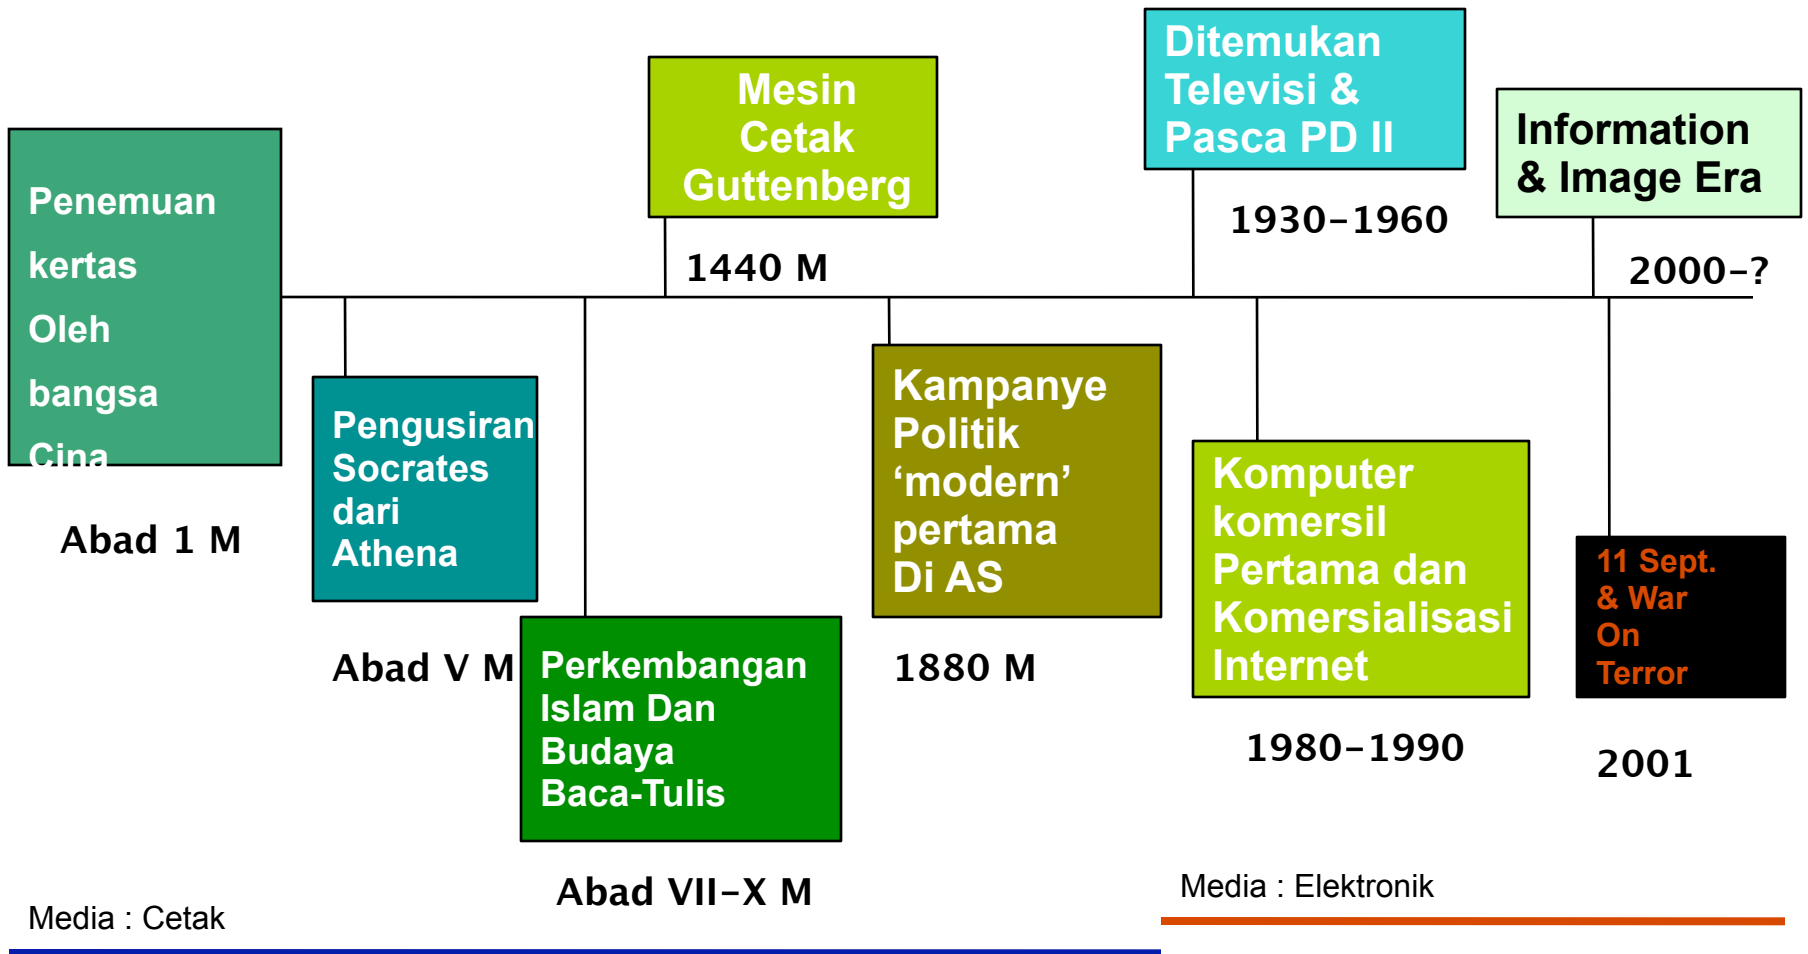 Penemuan
kertas
Oleh
bangsa
Cina
Abad 1 M
Pengusiran
Socrates
dari
Athena
Abad V M
Perkembangan
Islam Dan
Budaya
Baca-Tulis
Abad VII-X M
Mesin
Cetak
Guttenberg
1440 M
Kampanye
Politik
‘modern’
pertama
Di AS
1880 M
Ditemukan
Televisi &
Pasca PD II
1930-1960
Komputer
komersil
Pertama dan
Komersialisasi
Internet
1980-1990
Information
& Image Era
2000-?
11 Sept.
& War
On
Terror
2001
Media : Cetak
Media : Elektronik